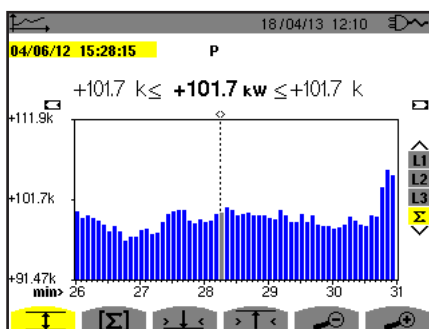 18/04/13 12:10
04/06/12 15:28:15 P
+101.7 k≤ +101.7 kW ≤+101.7 k
+111.9k
+101.7k
+91.47k
L1
L2
L3
Σ
min> 26 27 28 29 30 31
[Σ] >↓< >↑<